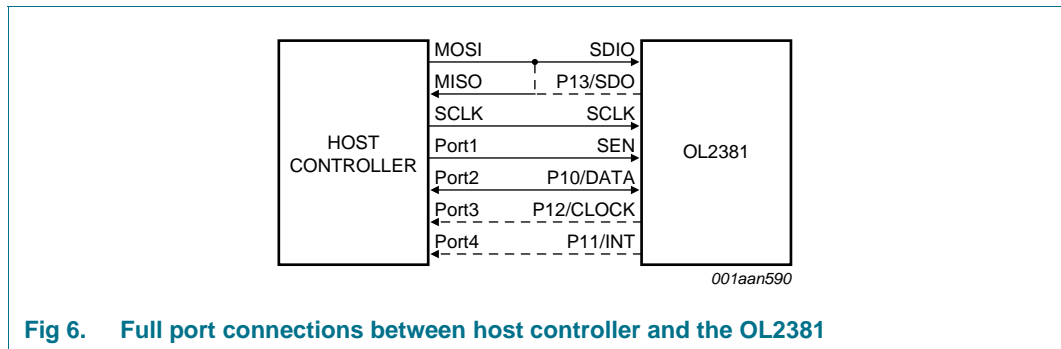 MOSI SDIO
MISO P13/SDO
SCLK SCLK
HOST CONTROLLER
Port1 SEN
OL2381
Port2 P10/DATA
Port3 P12/CLOCK
Port4 P11/INT
001aan590
Fig 6. Full port connections between host controller and the OL2381